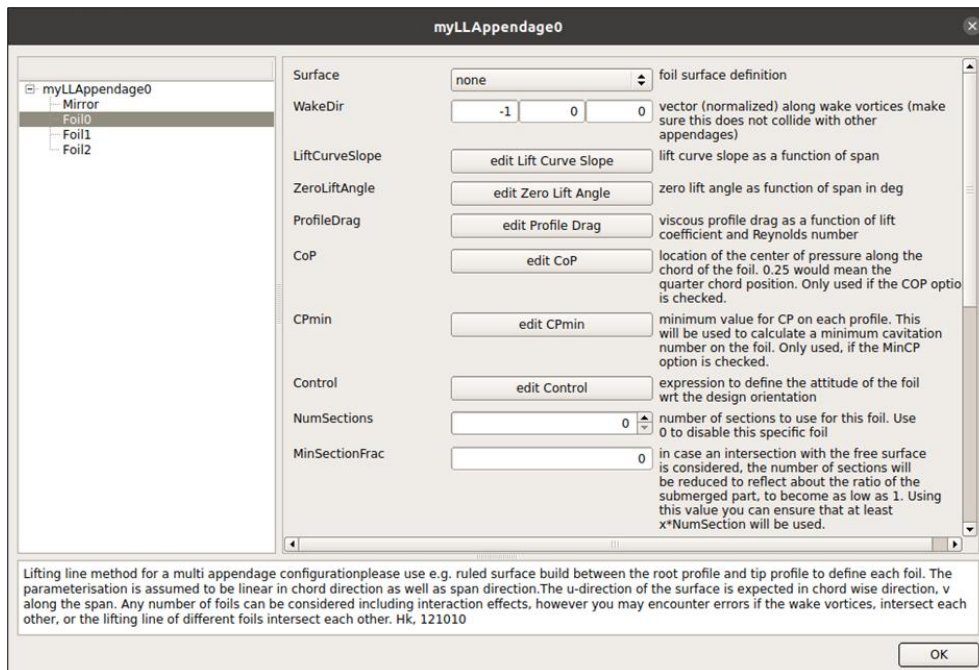 myLLAppendage0
myLLAppendage0
Mirror
Foil0
Foil1
Foil2
Surface
none
foil surface definition
WakeDir
-1 0 0
vector (normalized) along wake vortices (make
sure this does not collide with other
appendages)
LiftCurveSlope
edit Lift Curve Slope
lift curve slope as a function of span
ZeroLiftAngle
edit Zero Lift Angle
zero lift angle as function of span in deg
ProfileDrag
edit Profile Drag
viscous profile drag as a function of lift
coefficient and Reynolds number
CoP
edit CoP
location of the center of pressure along the
chord of the foil. 0.25 would mean the
quarter chord position. Only used if the COP optio
is checked.
CPmin
edit CPmin
minimum value for CP on each profile. This
will be used to calculate a minimum cavitation
number on the foil. Only used, if the MinCP
option is checked.
Control
edit Control
expression to define the attitude of the foil
wrt the design orientation
NumSections
0
number of sections to use for this foil. Use
0 to disable this specific foil
MinSectionFrac
0
in case an intersection with the free surface
is considered, the number of sections will
be reduced to reflect about the ratio of the
submerged part, to become as low as 1. Using
this value you can ensure that at least
x*NumSection will be used.
Lifting line method for a multi appendage configurationplease use e.g. ruled surface build between the root profile and tip profile to define each foil. The
parameterisation is assumed to be linear in chord direction as well as span direction.The u-direction of the surface is expected in chord wise direction, v
along the span. Any number of foils can be considered including interaction effects, however you may encounter errors if the wake vortices, intersect each
other, or the lifting line of different foils intersect each other. Hk, 121010
OK